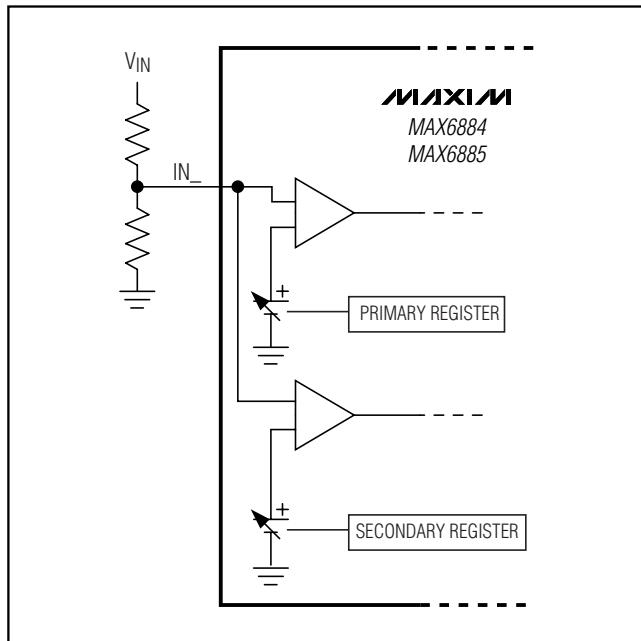 VIN
MAXIM
MAX6884
MAX6885
IN_
+
PRIMARY REGISTER
+
SECONDARY REGISTER